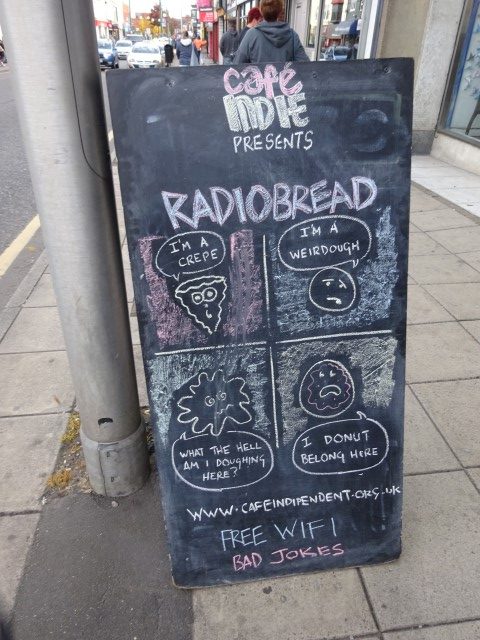 Café
INDIE
PRESENTS
RADIOBREAD
I'M A
CREPE
I'M A
WEIRDOUGH
WHAT THE HELL
AM I DOUGHING
HERE?
I DONUT
BELONG HERE
WWW.CAFEINDIPENDENT.ORG.UK
FREE WIFI
BAD JOKES